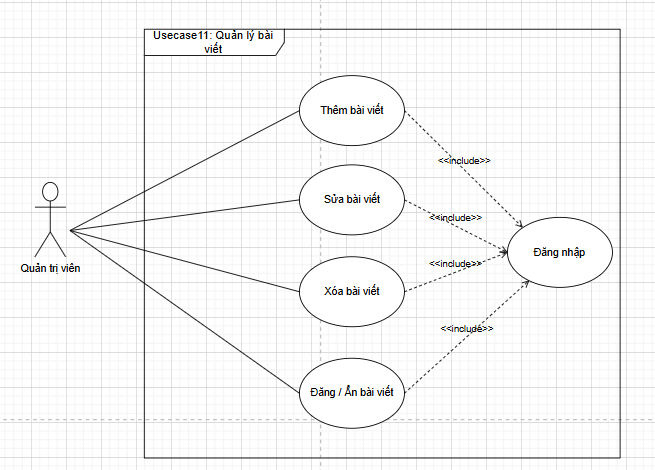 Usecase11: Quản lý bài
viết
Thêm bài viết
<<include>>
Sửa bài viết
<<include>>
Đăng nhập
Quản trị viên
<<include>>
Xóa bài viết
<<include>>
Đăng / Ẩn bài viết